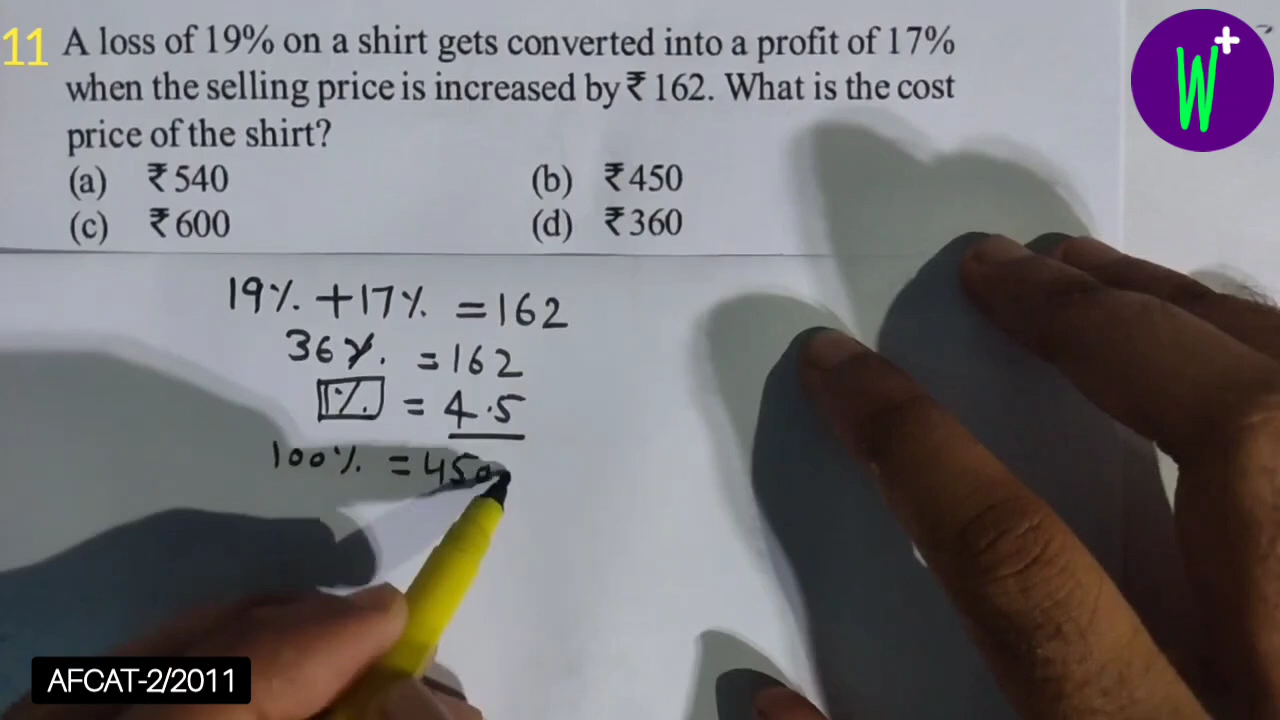 11 A loss of 19% on a shirt gets converted into a profit of 17%
when the selling price is increased by ₹ 162. What is the cost
price of the shirt?
(a) ₹ 540 (b) ₹ 450
(c) ₹ 600 (d) ₹ 360
19% + 17% = 162
36% = 162
1% = 4.5
100% = 450
AFCAT-2/2011
W+